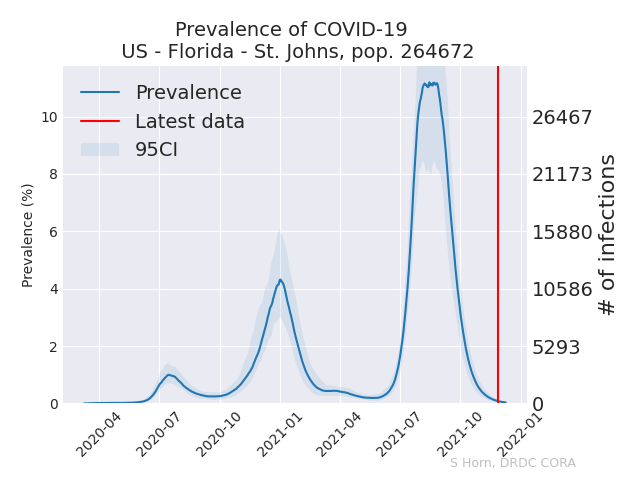 Prevalence of COVID-19
US - Florida - St. Johns, pop. 264672
Prevalence
Latest data
95CI
Prevalence (%)
10
8
6
4
2
0
26467
21173
15880
10586
5293
0
# of infections
2020-04
2020-07
2020-10
2021-01
2021-04
2021-07
2021-10
2022-01
S Horn, DRDC CORA